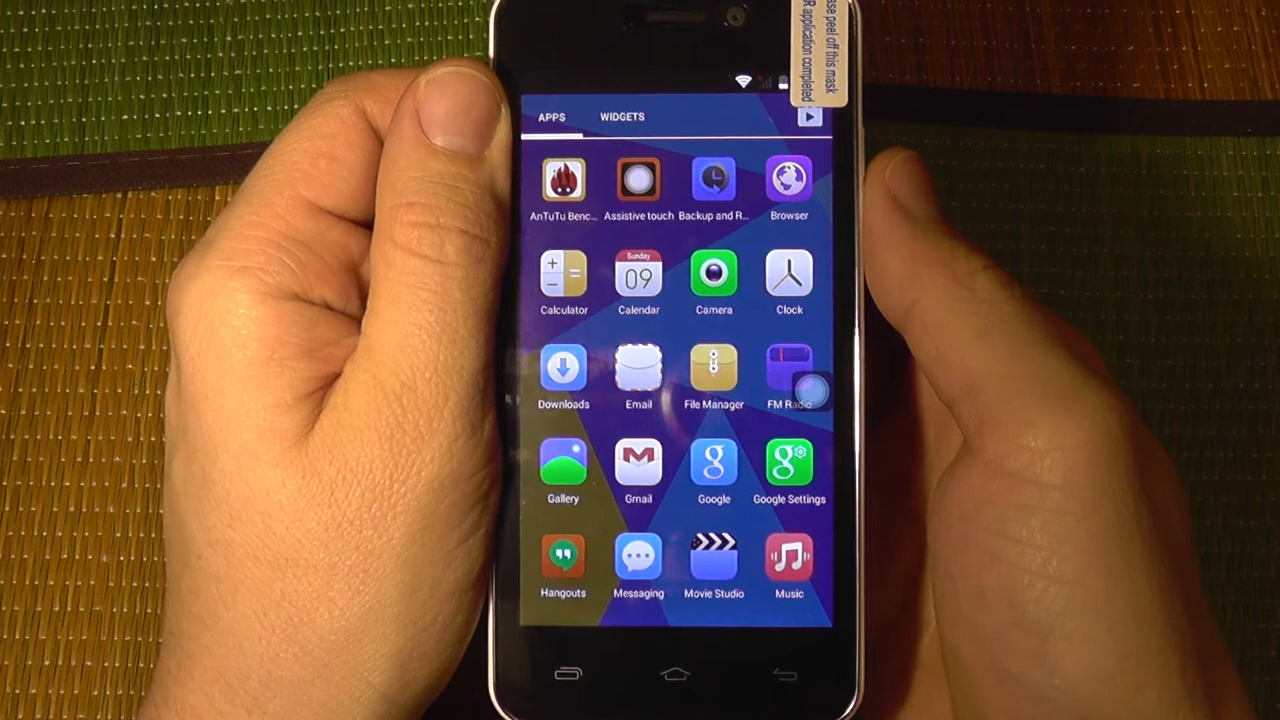 ase peel off this mask
R application completed
APPS WIDGETS
AnTuTu Benc... Assistive touch Backup and R... Browser
Sunday
09
Calculator Calendar Camera Clock
Downloads Email File Manager FM Radio
g g
Gallery Gmail Google Google Settings
Hangouts Messaging Movie Studio Music